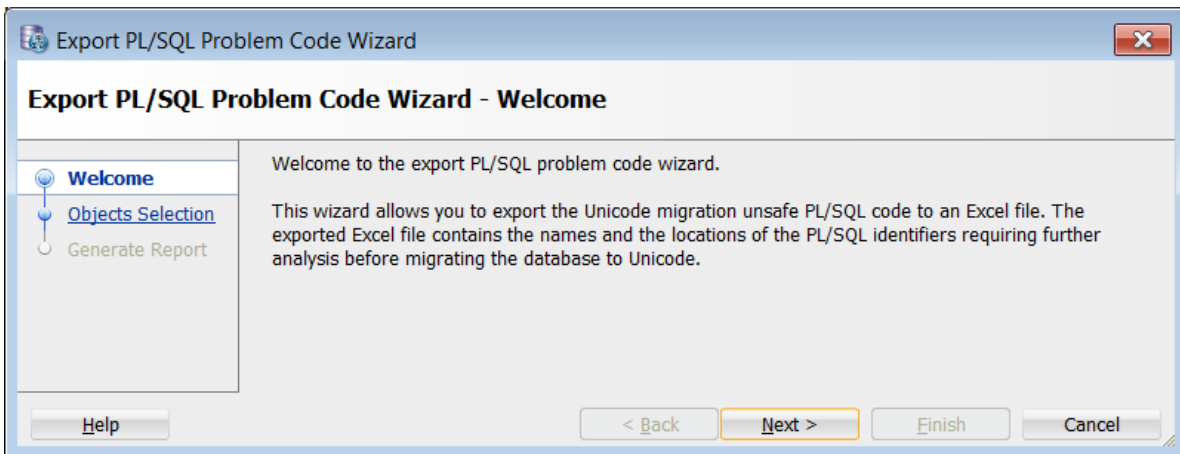 Export PL/SQL Problem Code Wizard
Export PL/SQL Problem Code Wizard - Welcome
Welcome
Objects Selection
Generate Report
Welcome to the export PL/SQL problem code wizard.
This wizard allows you to export the Unicode migration unsafe PL/SQL code to an Excel file. The
exported Excel file contains the names and the locations of the PL/SQL identifiers requiring further
analysis before migrating the database to Unicode.
Help
< Back
Next >
Finish
Cancel